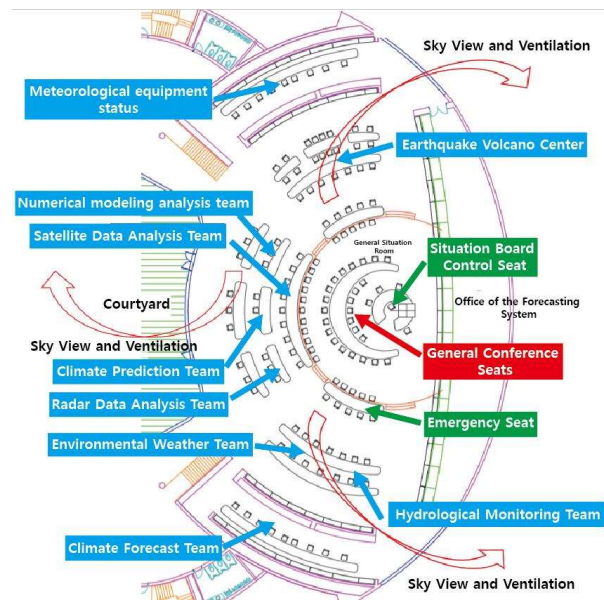 Sky View and Ventilation
Meteorological equipment
status
Earthquake Volcano Center
Numerical modeling analysis team
Satellite Data Analysis Team
General Situation
Room
Situation Board
Control Seat
Courtyard
Office of the Forecasting
System
Sky View and Ventilation
General Conference
Seats
Climate Prediction Team
Radar Data Analysis Team
Emergency Seat
Environmental Weather Team
Hydrological Monitoring Team
Climate Forecast Team
Sky View and Ventilation